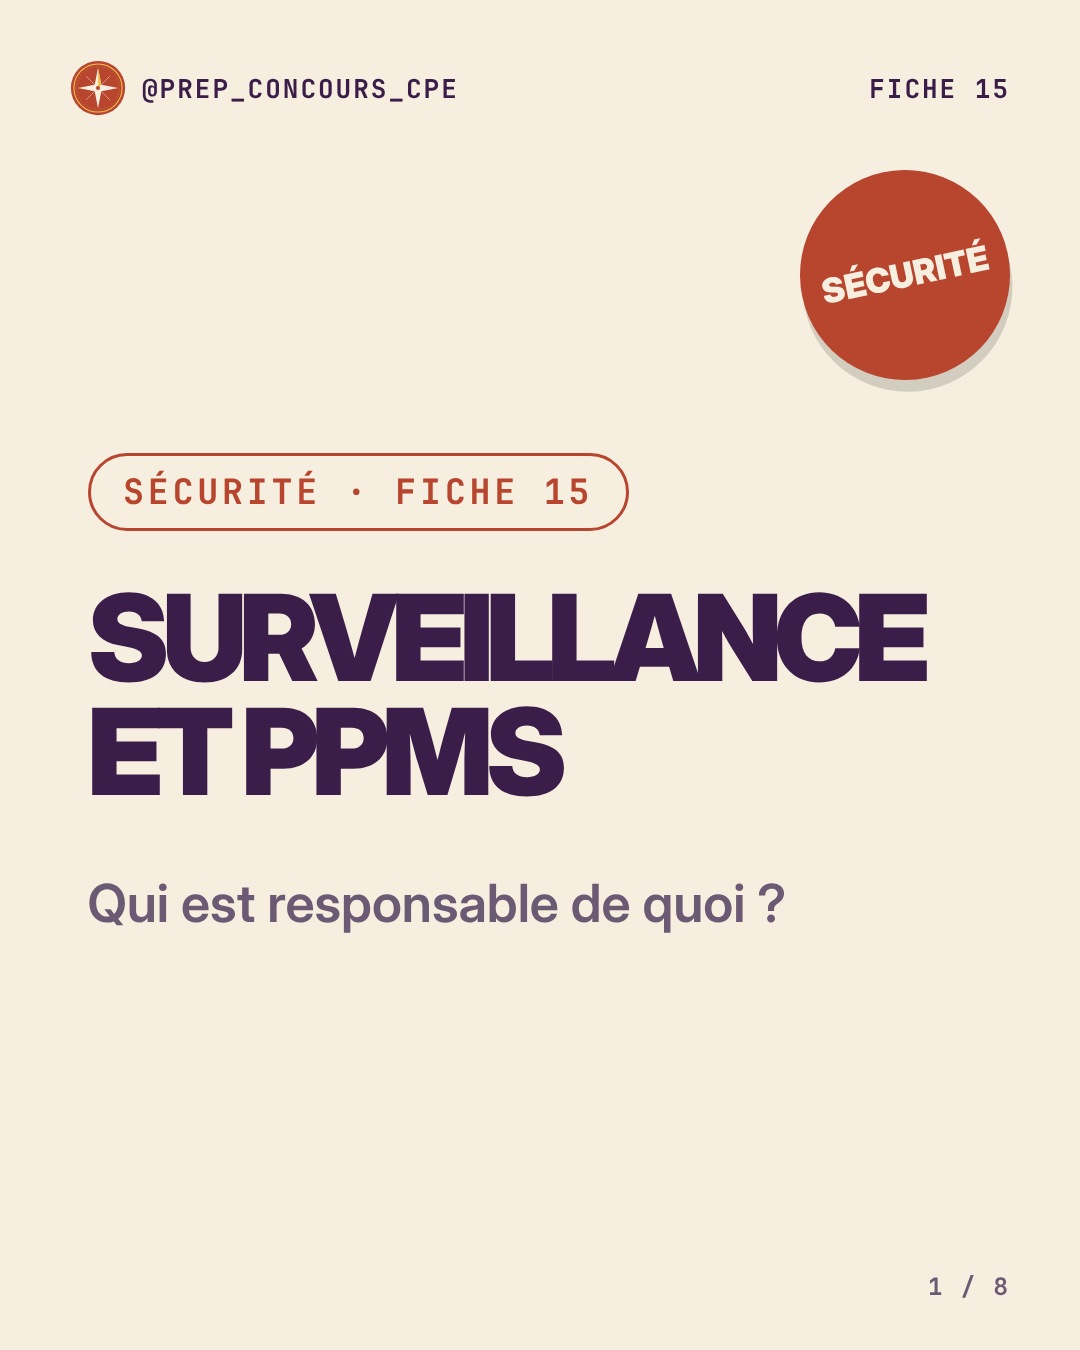 @PREP_CONCOURS_CPE
FICHE 15
SÉCURITÉ
SÉCURITÉ · FICHE 15
SURVEILLANCE
ET PPMS
Qui est responsable de quoi ?
1 / 8